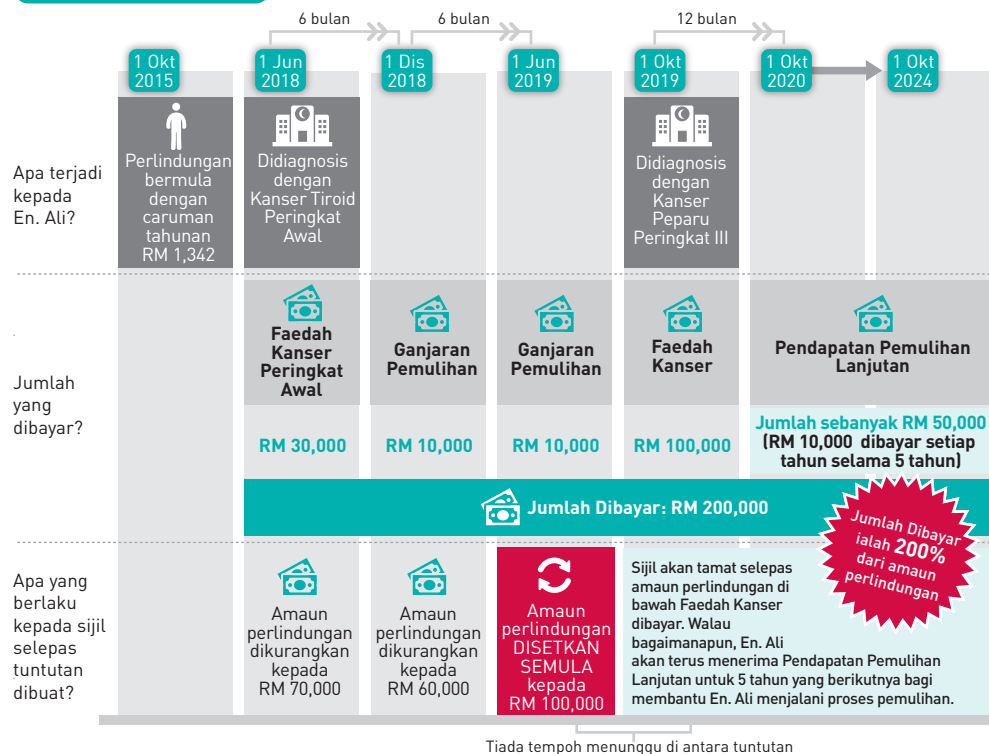 6 bulan
6 bulan
12 bulan
1 Okt
2015
1 Jun
2018
1 Dis
2018
1 Jun
2019
1 Okt
2019
1 Okt
2020
1 Okt
2024
Apa terjadi
kepada
En. Ali?
Perlindungan
bermula
dengan
caruman
tahunan
RM 1,342
Didiagnosis
dengan
Kanser Tiroid
Peringkat
Awal
Didiagnosis
dengan
Kanser
Peparu
Peringkat III
Jumlah
yang
dibayar?
Faedah
Kanser
Peringkat
Awal
Ganjaran
Pemulihan
Ganjaran
Pemulihan
Faedah
Kanser
Pendapatan Pemulihan
Lanjutan
RM 30,000
RM 10,000
RM 10,000
RM 100,000
Jumlah sebanyak RM 50,000
(RM 10,000 dibayar setiap
tahun selama 5 tahun)
Jumlah Dibayar: RM 200,000
Jumlah Dibayar
ialah 200%
dari amaun
perlindungan
Apa yang
berlaku
kepada sijil
selepas
tuntutan
dibuat?
Amaun
perlindungan
dikurangkan
kepada
RM 70,000
Amaun
perlindungan
dikurangkan
kepada
RM 60,000
Amaun
perlindungan
DISETKAN
SEMULA
kepada
RM 100,000
Sijil akan tamat selepas
amaun perlindungan di
bawah Faedah Kanser
dibayar. Walau
bagaimanapun, En. Ali
akan terus menerima Pendapatan Pemulihan
Lanjutan untuk 5 tahun yang berikutnya bagi
membantu En. Ali menjalani proses pemulihan.
Tiada tempoh menunggu di antara tuntutan